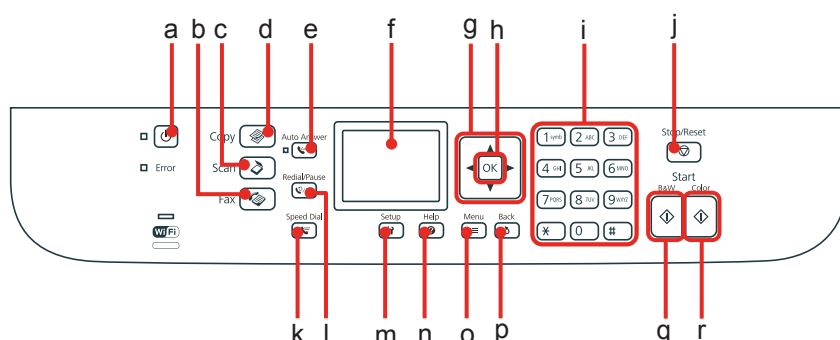 a b c d e f g h i j
Copy
Auto Answer
Stop/Reset
Error
Scan
Redial/Pause
Fax
Speed Dial
Setup Help Menu Back
OK
1 symb 2 ABC 3 DEF
4 GHI 5 JKL 6 MNO
7 PQRS 8 TUV 9 WXYZ
* 0 #
Start
B&W Color
Wi Fi
k l m n o p q r